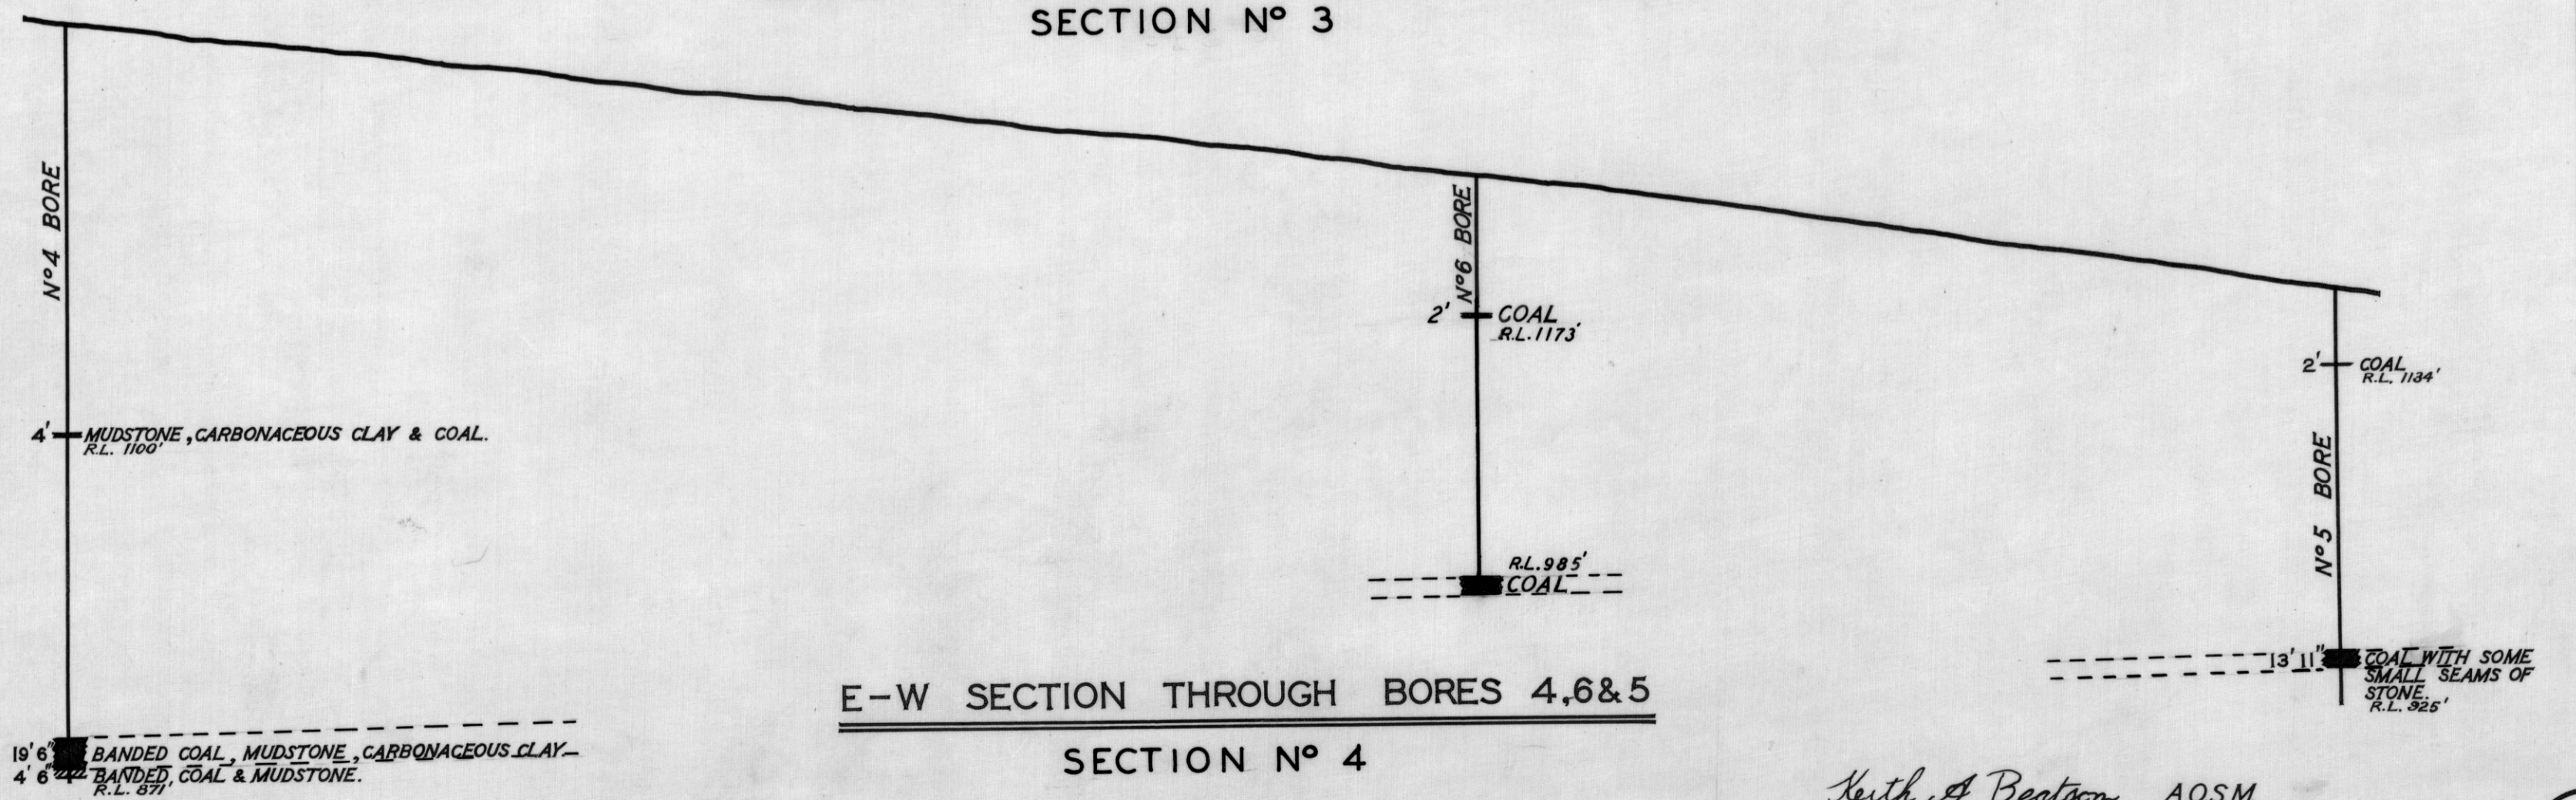 SECTION Nº 3
Nº4 BORE
4' MUDSTONE, CARBONACEOUS CLAY & COAL.
R.L. 1100'
19' 6" BANDED COAL, MUDSTONE, CARBONACEOUS CLAY
4' 6" BANDED, COAL & MUDSTONE.
R.L. 871'
Nº6 BORE
2' COAL
R.L. 1173'
R.L. 985'
COAL
2' COAL
R.L. 1134'
Nº5 BORE
13' 11" COAL WITH SOME
SMALL SEAMS OF
STONE.
R.L. 925'
E-W SECTION THROUGH BORES 4,6&5
SECTION Nº 4
Keith A AOSM